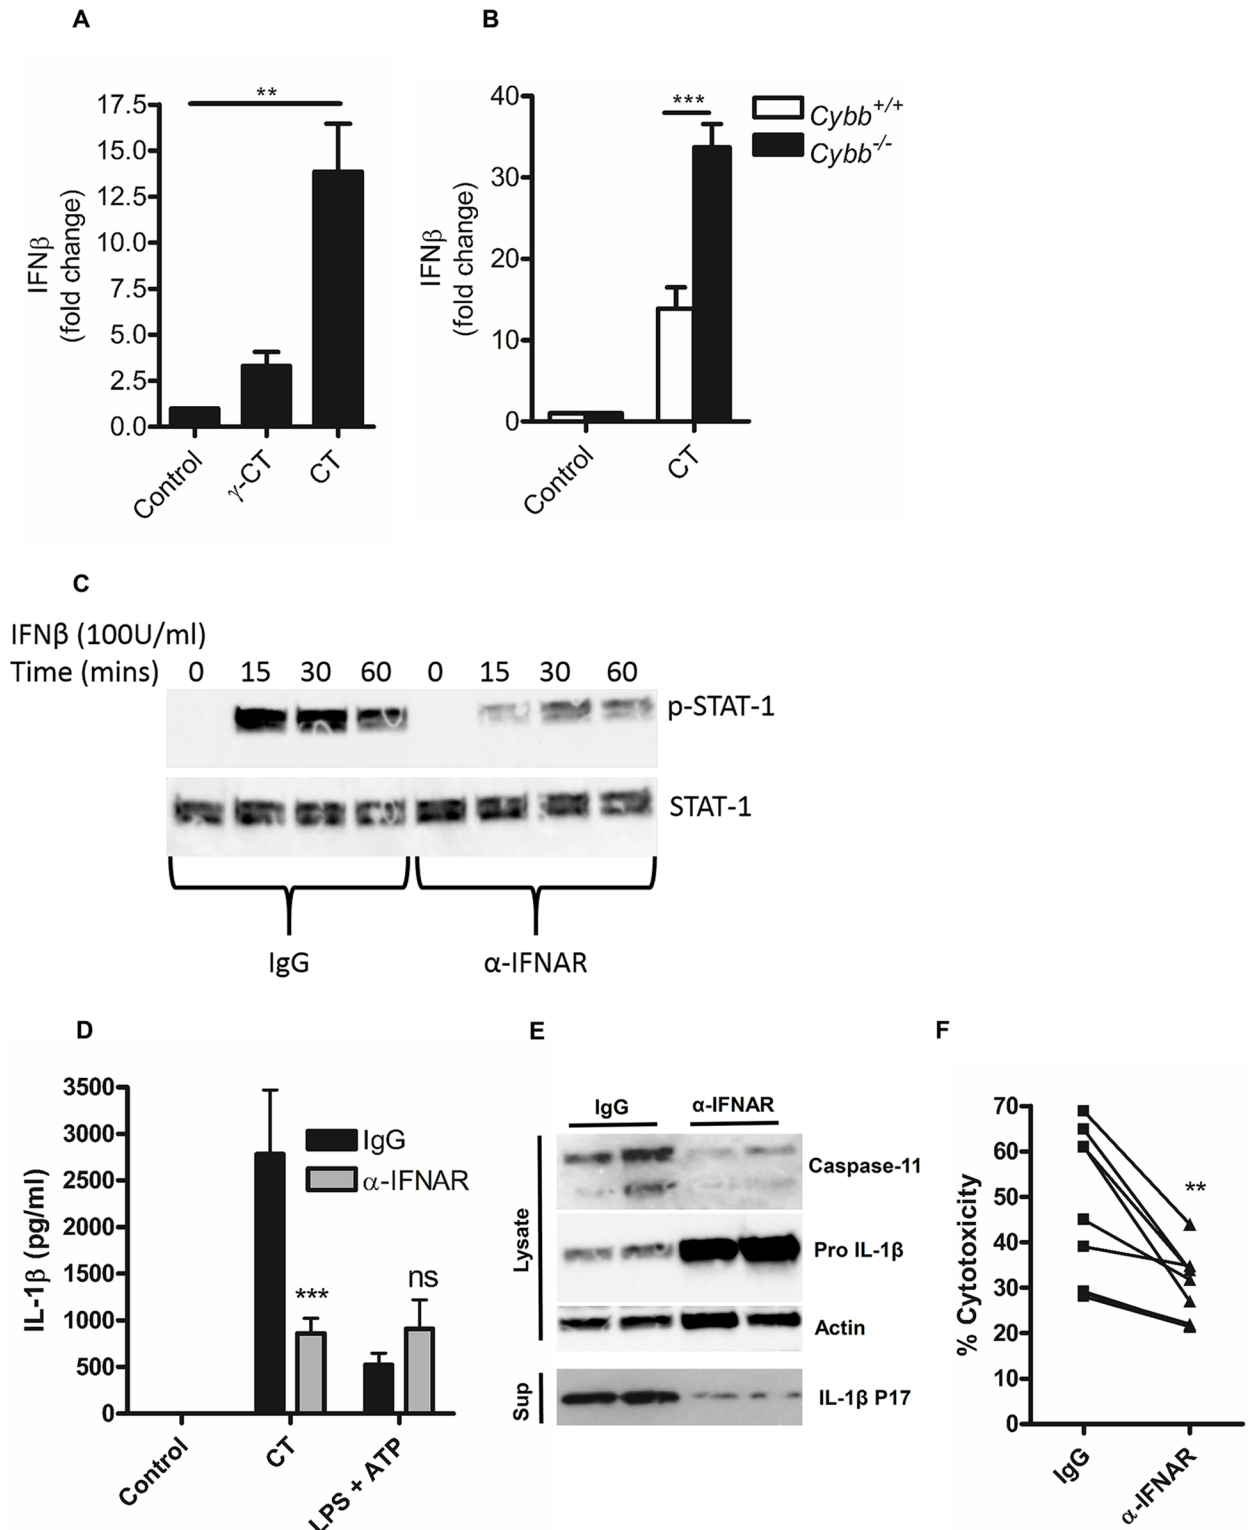 A
**
17.5
15.0
12.5
10.0
7.5
5.0
2.5
0.0
IFNβ
(fold change)
Control
γ-CT
CT
B
***
40
30
20
10
0
IFNβ
(fold change)
Control
CT
Cybb+/+
Cybb-/-
C
IFNβ (100U/ml)
Time (mins) 0 15 30 60 0 15 30 60
p-STAT-1
STAT-1
IgG
α-IFNAR
D
3500
3000
2500
2000
1500
1000
500
0
IL-1β (pg/ml)
IgG
α-IFNAR
***
ns
Control
CT
LPS + ATP
E
IgG
α-IFNAR
Lysate
Caspase-11
Pro IL-1β
Actin
Sup
IL-1β P17
F
70
60
50
40
30
20
10
0
% Cytotoxicity
**
IgG
α-IFNAR